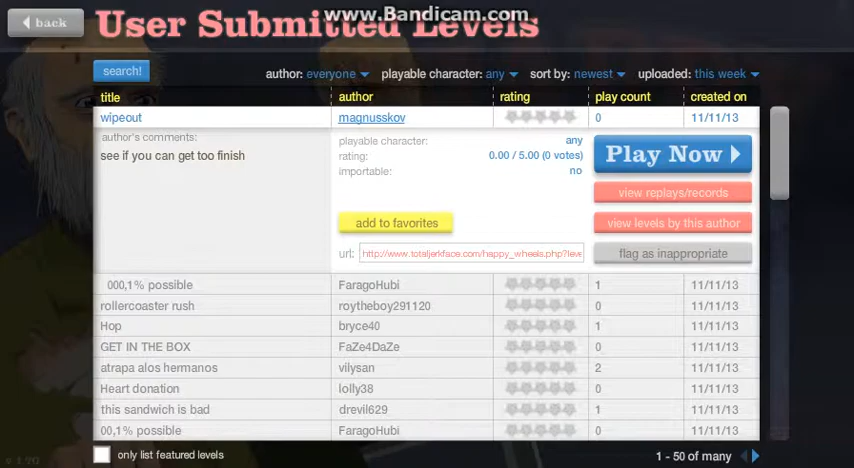 www.Bandicam.com
back
User Submitted Levels
search!
author: everyone playable character: any sort by: newest uploaded: this week
title author rating play count created on
wipeout magnusskov 0 11/11/13
author's comments:
see if you can get too finish
playable character: any
rating: 0.00 / 5.00 (0 votes)
importable: no
Play Now
view replays/records
add to favorites
view levels by this author
url: http://www.totaljerkface.com/happy_wheels.php?leve
flag as inappropriate
000,1% possible FaragoHubi 1 11/11/13
rollercoaster rush roytheboy291120 0 11/11/13
Hop bryce40 1 11/11/13
GET IN THE BOX FaZe4DaZe 0 11/11/13
atrapa alos hermanos vilysan 2 11/11/13
Heart donation lolly38 0 11/11/13
this sandwich is bad drevil629 1 11/11/13
00,1% possible FaragoHubi 0 11/11/13
only list featured levels
1 - 50 of many
v 1.70